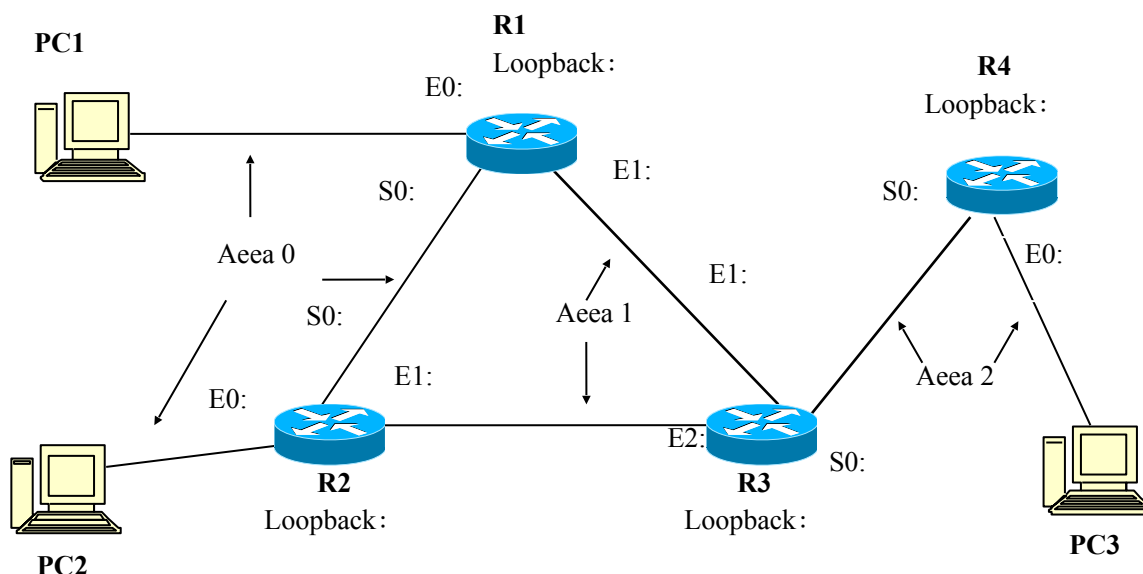 R1
PC1
Loopback：
R4
E0:
Loopback：
E1:
S0:
S0:
Aeea 0
E0:
E1:
S0:
Aeea 1
Aeea 2
E1:
E0:
E2:
S0:
R2
R3
Loopback：
Loopback：
PC3
PC2